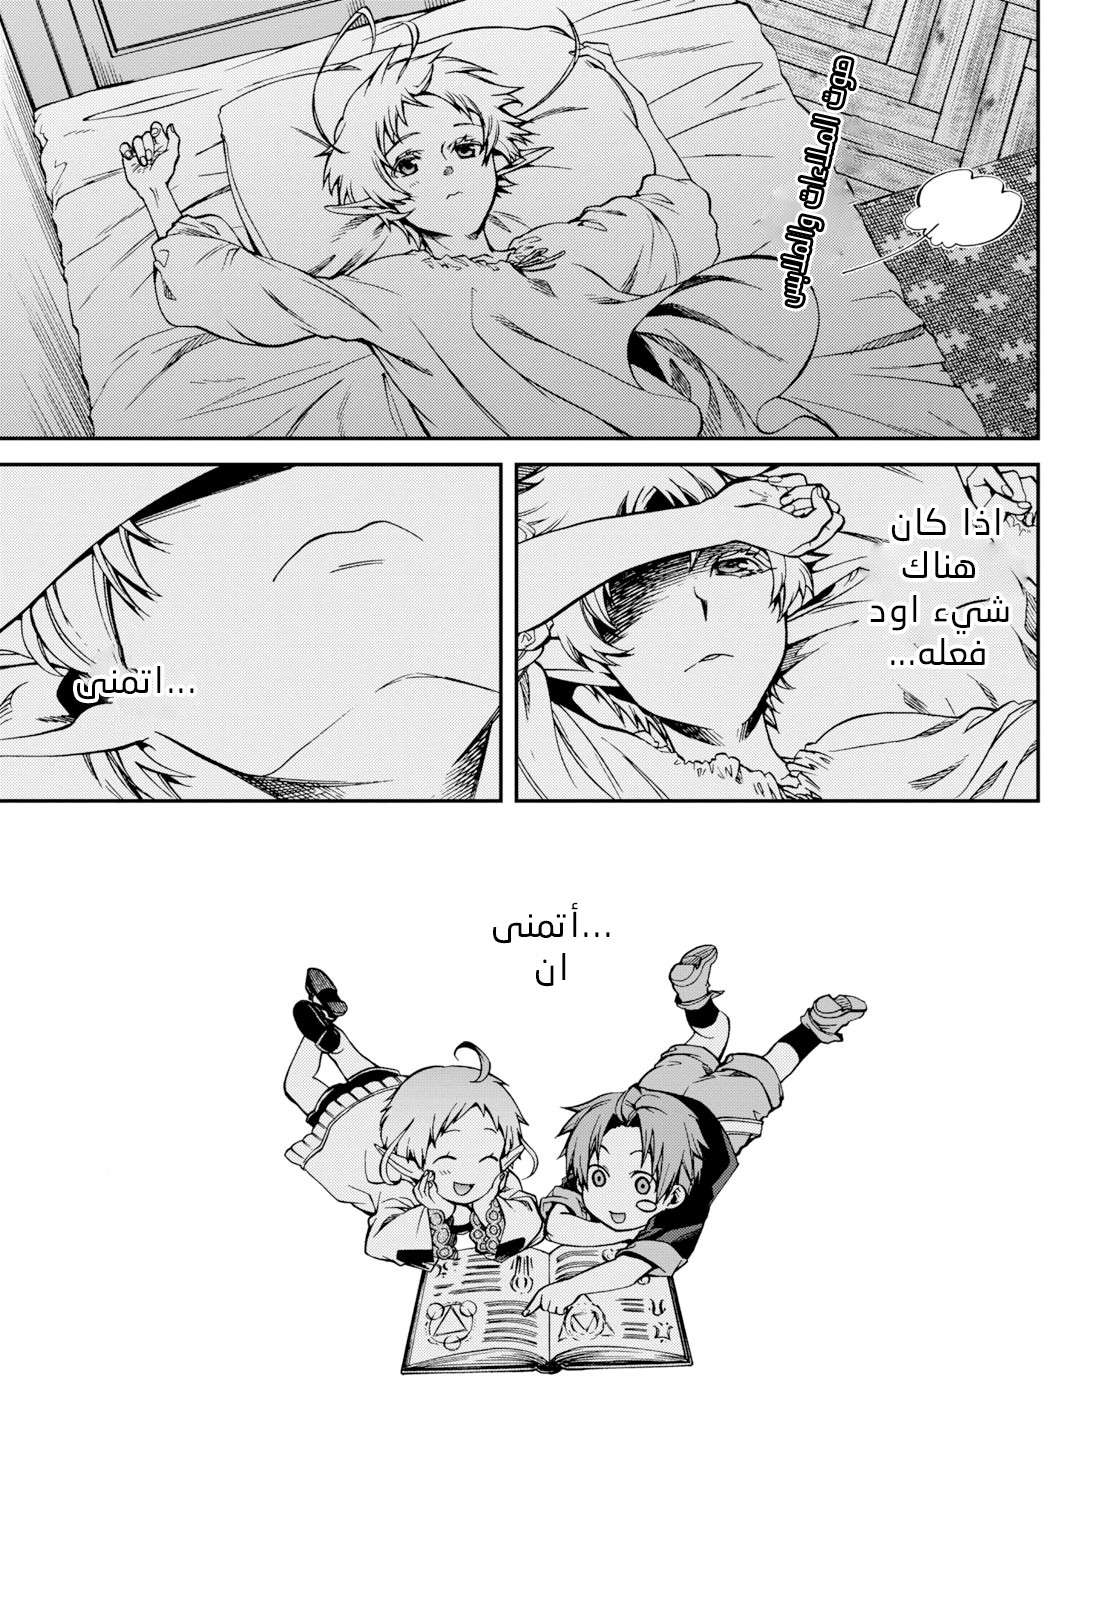 صوت الملاءات والملابس
اذا كان
هناك
شيء اود
فعله...
...اتمنى
...أتمنى
ان